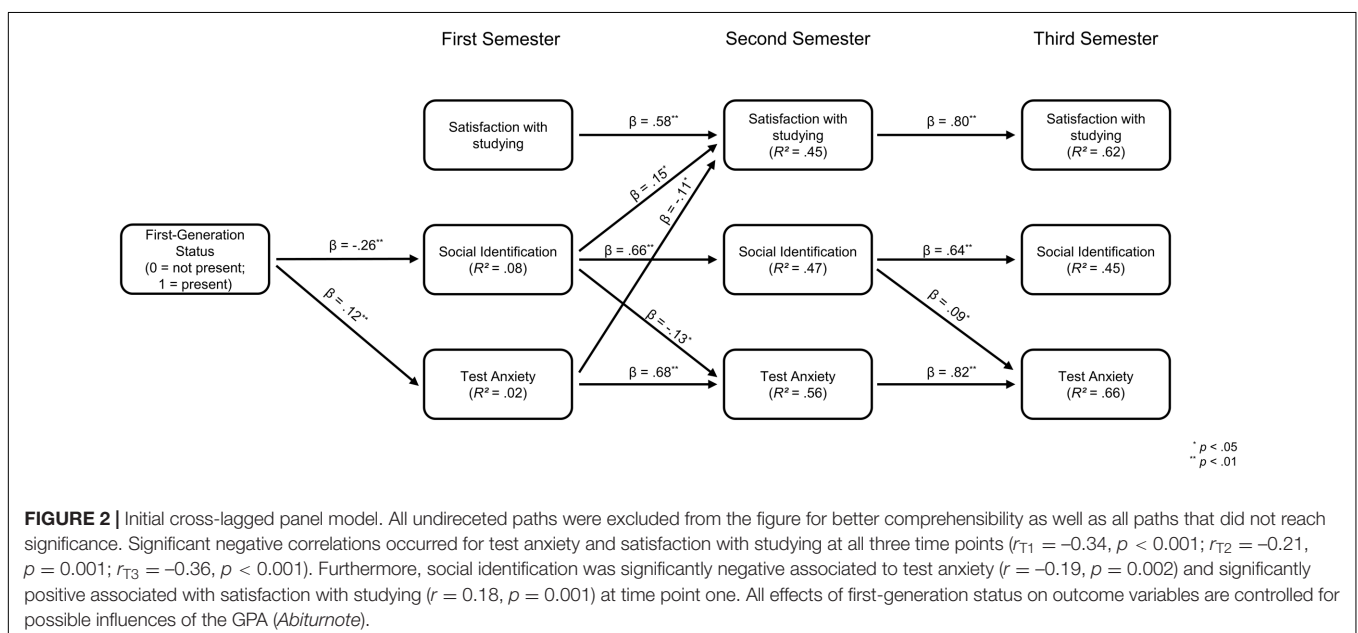 First Semester
Second Semester
Third Semester
Satisfaction with
studying
β = .58**
Satisfaction with
studying
(R² = .45)
β = .80**
Satisfaction with
studying
(R² = .62)
β = .15*
β = -.11*
First-Generation
Status
(0 = not present;
1 = present)
β = -.26**
Social Identification
(R² = .08)
β = .66**
Social Identification
(R² = .47)
β = .64**
Social Identification
(R² = .45)
β = .12**
β = -.13*
β = .09*
Test Anxiety
(R² = .02)
β = .68**
Test Anxiety
(R² = .56)
β = .82**
Test Anxiety
(R² = .66)
* p < .05
** p < .01
FIGURE 2 | Initial cross-lagged panel model. All undireceted paths were excluded from the figure for better comprehensibility as well as all paths that did not reach
significance. Significant negative correlations occurred for test anxiety and satisfaction with studying at all three time points (rT1 = –0.34, p < 0.001; rT2 = –0.21,
p = 0.001; rT3 = –0.36, p < 0.001). Furthermore, social identification was significantly negative associated to test anxiety (r = –0.19, p = 0.002) and significantly
positive associated with satisfaction with studying (r = 0.18, p = 0.001) at time point one. All effects of first-generation status on outcome variables are controlled for
possible influences of the GPA (Abiturnote).